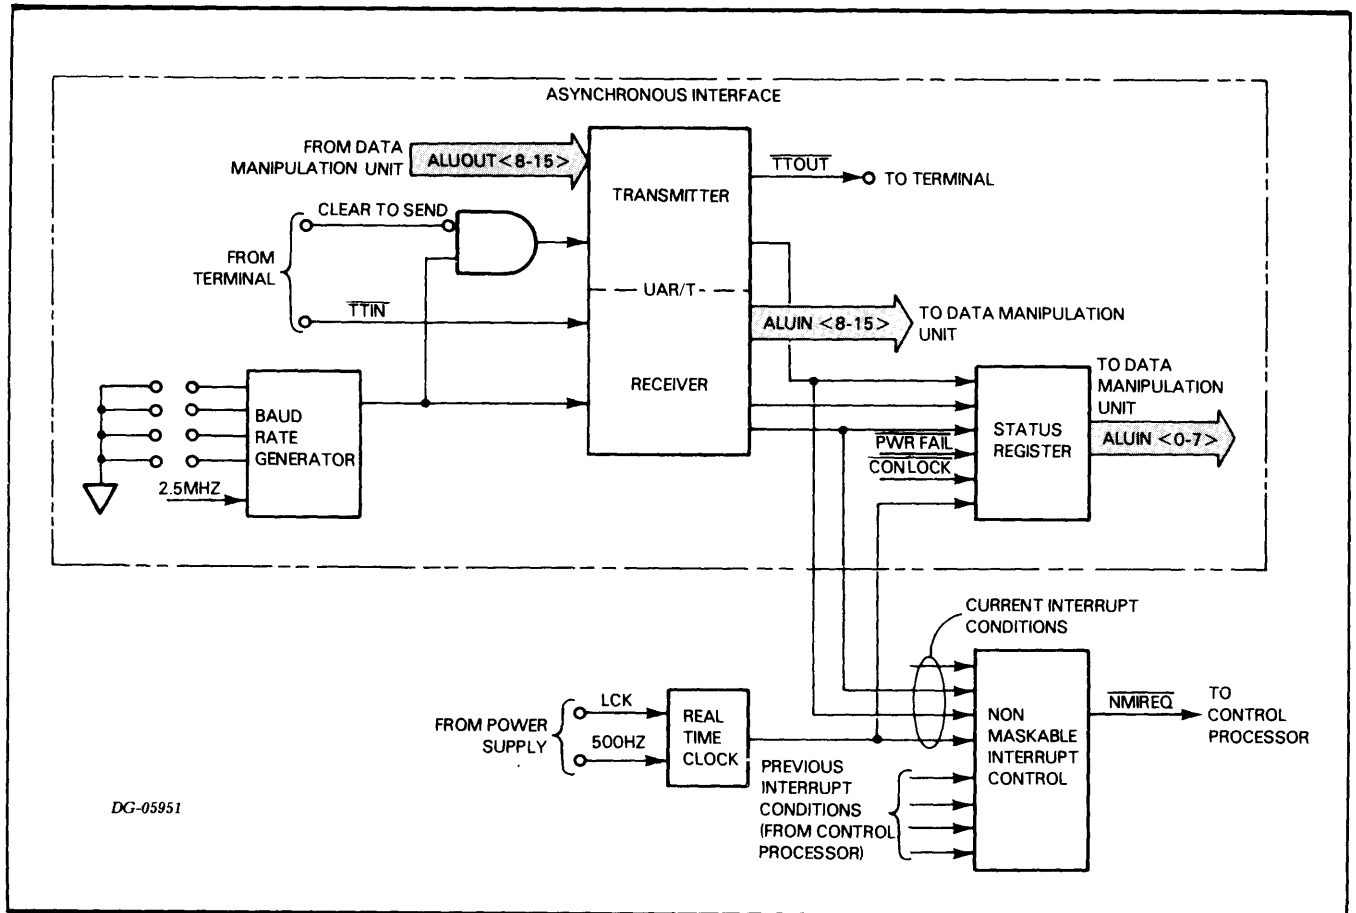 ASYNCHRONOUS INTERFACE
FROM DATA
MANIPULATION UNIT
ALUOUT <8-15>
TTOUT
TO TERMINAL
TRANSMITTER
CLEAR TO SEND
FROM
TERMINAL
TTIN
UAR/T
ALUIN <8-15>
TO DATA MANIPULATION
UNIT
RECEIVER
BAUD
RATE
GENERATOR
2.5MHZ
TO DATA
MANIPULATION
UNIT
ALUIN <0-7>
STATUS
REGISTER
PWR FAIL
CON LOCK
CURRENT INTERRUPT
CONDITIONS
FROM POWER
SUPPLY
LCK
500HZ
REAL
TIME
CLOCK
NON
MASKABLE
INTERRUPT
CONTROL
NMIREQ
TO
CONTROL
PROCESSOR
PREVIOUS
INTERRUPT
CONDITIONS
(FROM CONTROL
PROCESSOR)
DG-05951